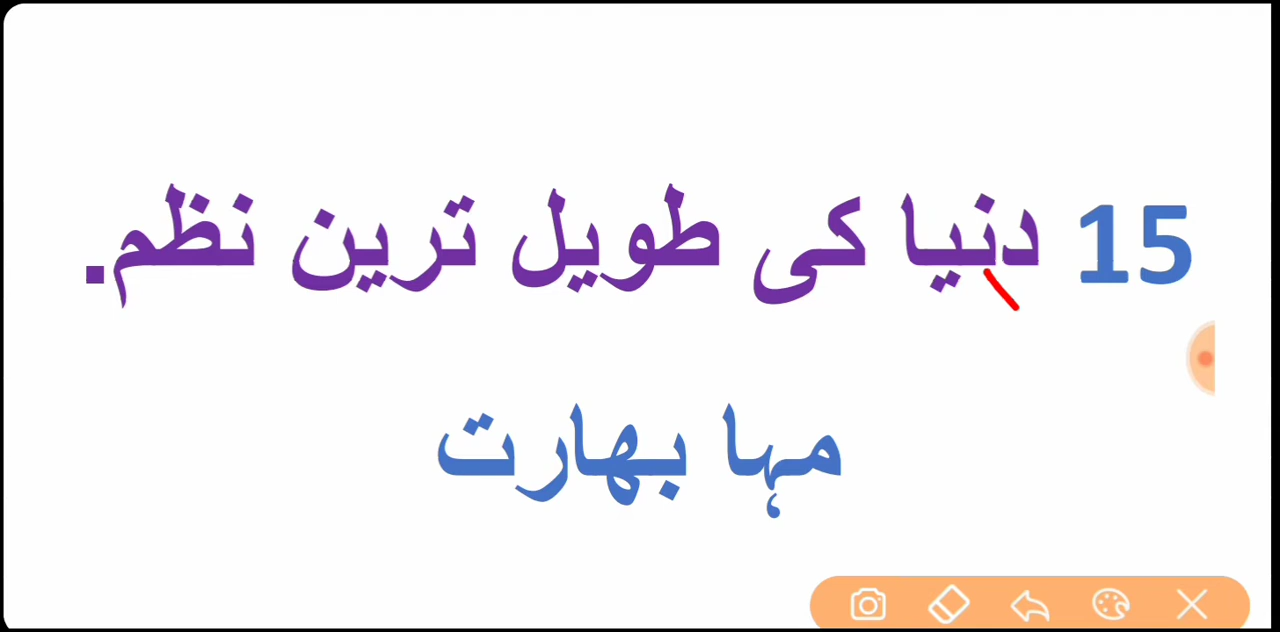 15 دنیا کی طویل ترین نظم.
مہا بھارت